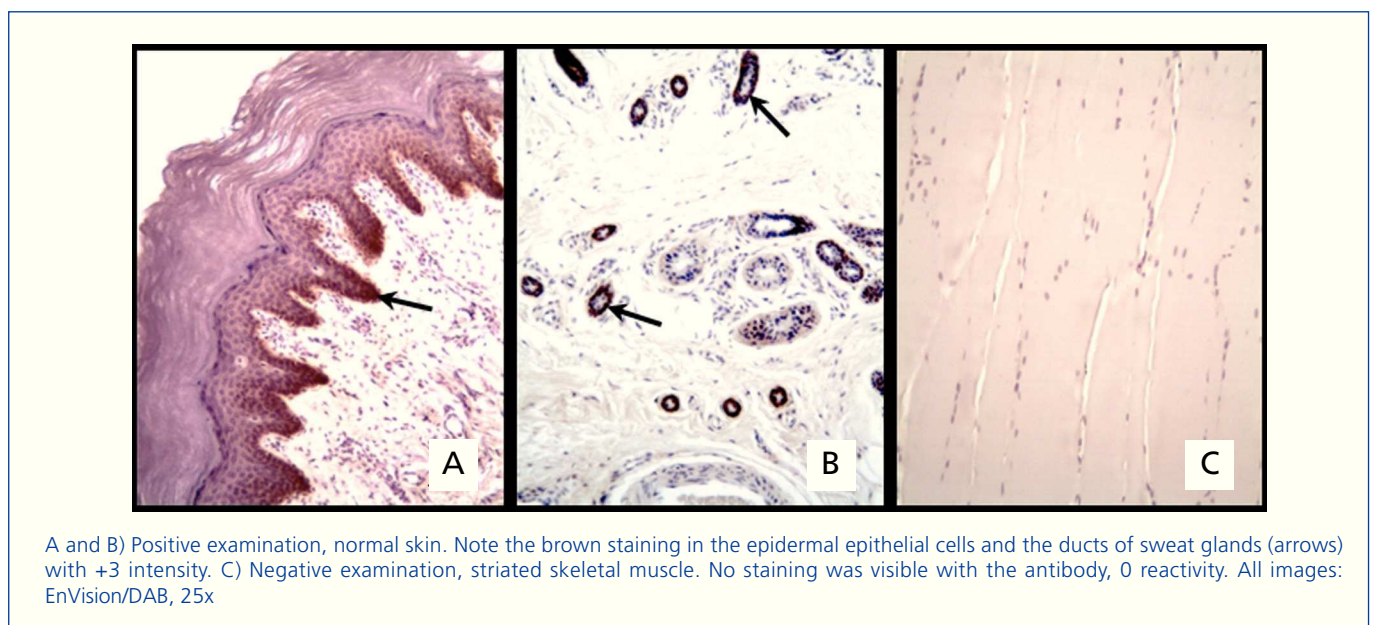 A
B
C
A and B) Positive examination, normal skin. Note the brown staining in the epidermal epithelial cells and the ducts of sweat glands (arrows)
with +3 intensity. C) Negative examination, striated skeletal muscle. No staining was visible with the antibody, 0 reactivity. All images:
EnVision/DAB, 25x